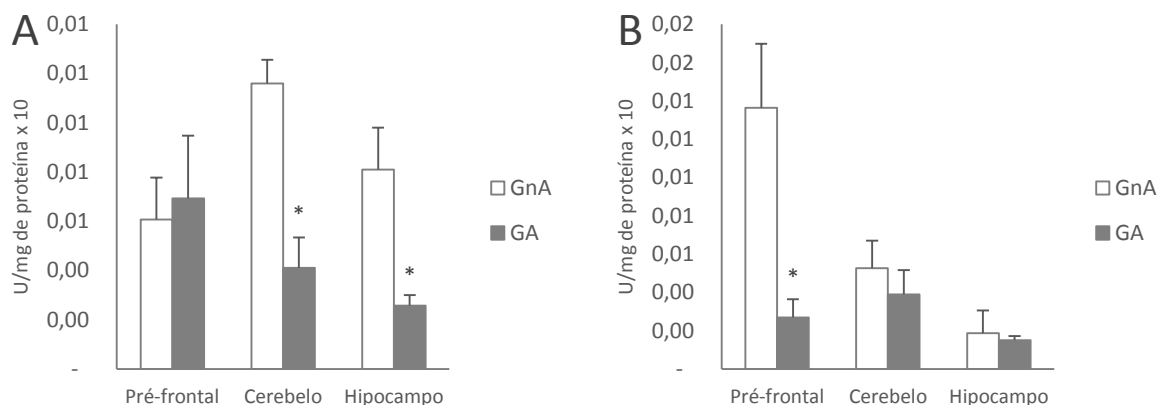 A
U/mg de proteína x 10
0,01
0,01
0,01
0,01
0,01
0,00
0,00
-
*
*
Pré-frontal Cerebelo Hipocampo
GnA
GA
B
U/mg de proteína x 10
0,02
0,02
0,01
0,01
0,01
0,01
0,01
0,00
0,00
-
*
Pré-frontal Cerebelo Hipocampo
GnA
GA